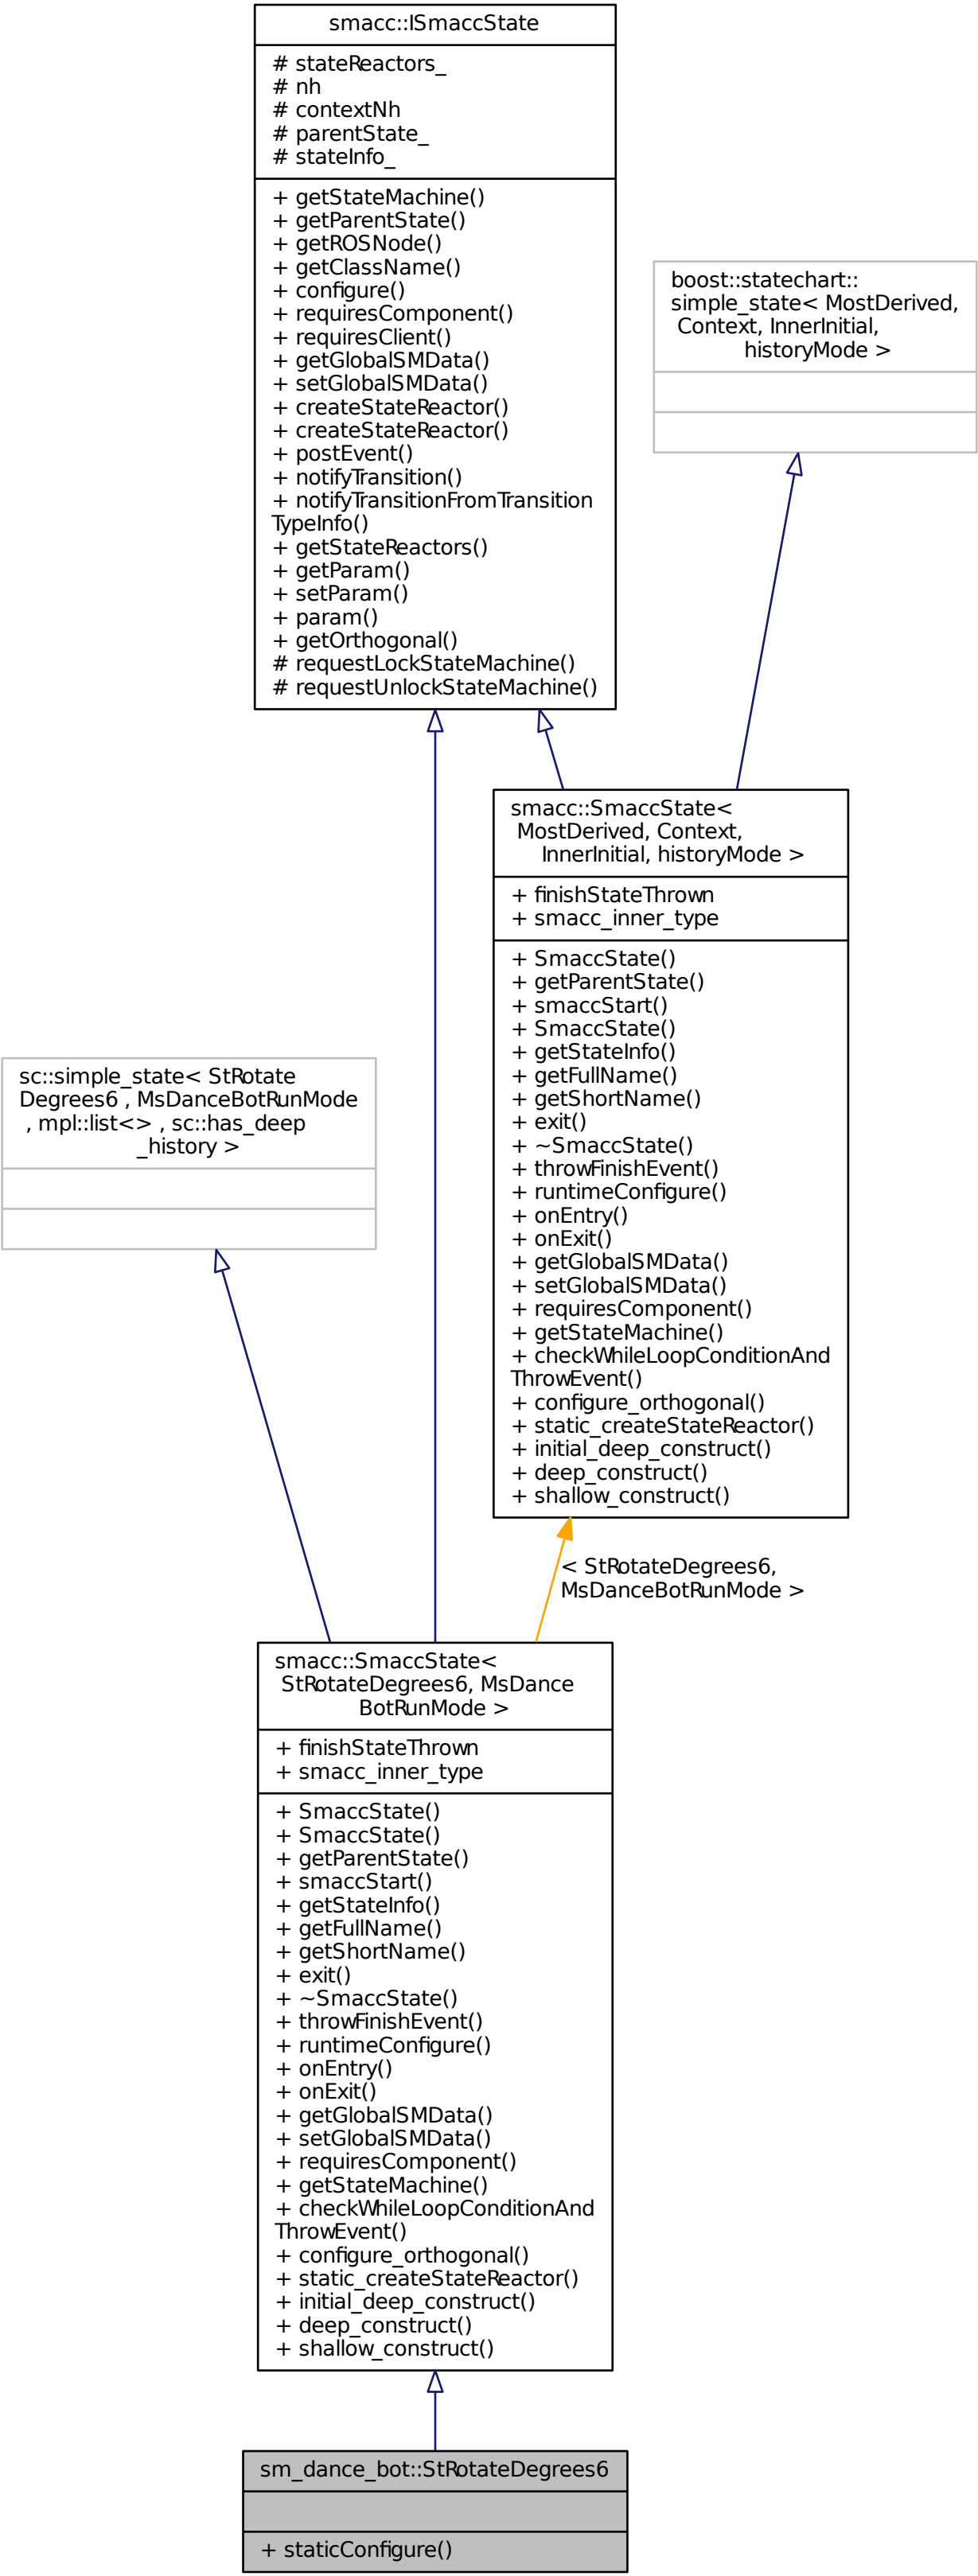 smacc::ISmaccState
# stateReactors_
# nh
# contextNh
# parentState_
# stateInfo_
+ getStateMachine()
+ getParentState()
+ getROSNode()
+ getClassName()
+ configure()
+ requiresComponent()
+ requiresClient()
+ getGlobalSMData()
+ setGlobalSMData()
+ createStateReactor()
+ createStateReactor()
+ postEvent()
+ notifyTransition()
+ notifyTransitionFromTransition
TypeInfo()
+ getStateReactors()
+ getParam()
+ setParam()
+ param()
+ getOrthogonal()
# requestLockStateMachine()
# requestUnlockStateMachine()
boost::statechart::
simple_state< MostDerived,
Context, InnerInitial,
historyMode >
smacc::SmaccState<
MostDerived, Context,
InnerInitial, historyMode >
+ finishStateThrown
+ smacc_inner_type
+ SmaccState()
+ getParentState()
+ smaccStart()
+ SmaccState()
+ getStateInfo()
+ getFullName()
+ getShortName()
+ exit()
+ ~SmaccState()
+ throwFinishEvent()
+ runtimeConfigure()
+ onEntry()
+ onExit()
+ getGlobalSMData()
+ setGlobalSMData()
+ requiresComponent()
+ getStateMachine()
+ checkWhileLoopConditionAnd
ThrowEvent()
+ configure_orthogonal()
+ static_createStateReactor()
+ initial_deep_construct()
+ deep_construct()
+ shallow_construct()
sc::simple_state< StRotate
Degrees6 , MsDanceBotRunMode
, mpl::list<> , sc::has_deep
_history >
< StRotateDegrees6,
MsDanceBotRunMode >
smacc::SmaccState<
StRotateDegrees6, MsDance
BotRunMode >
+ finishStateThrown
+ smacc_inner_type
+ SmaccState()
+ SmaccState()
+ getParentState()
+ smaccStart()
+ getStateInfo()
+ getFullName()
+ getShortName()
+ exit()
+ ~SmaccState()
+ throwFinishEvent()
+ runtimeConfigure()
+ onEntry()
+ onExit()
+ getGlobalSMData()
+ setGlobalSMData()
+ requiresComponent()
+ getStateMachine()
+ checkWhileLoopConditionAnd
ThrowEvent()
+ configure_orthogonal()
+ static_createStateReactor()
+ initial_deep_construct()
+ deep_construct()
+ shallow_construct()
sm_dance_bot::StRotateDegrees6
+ staticConfigure()